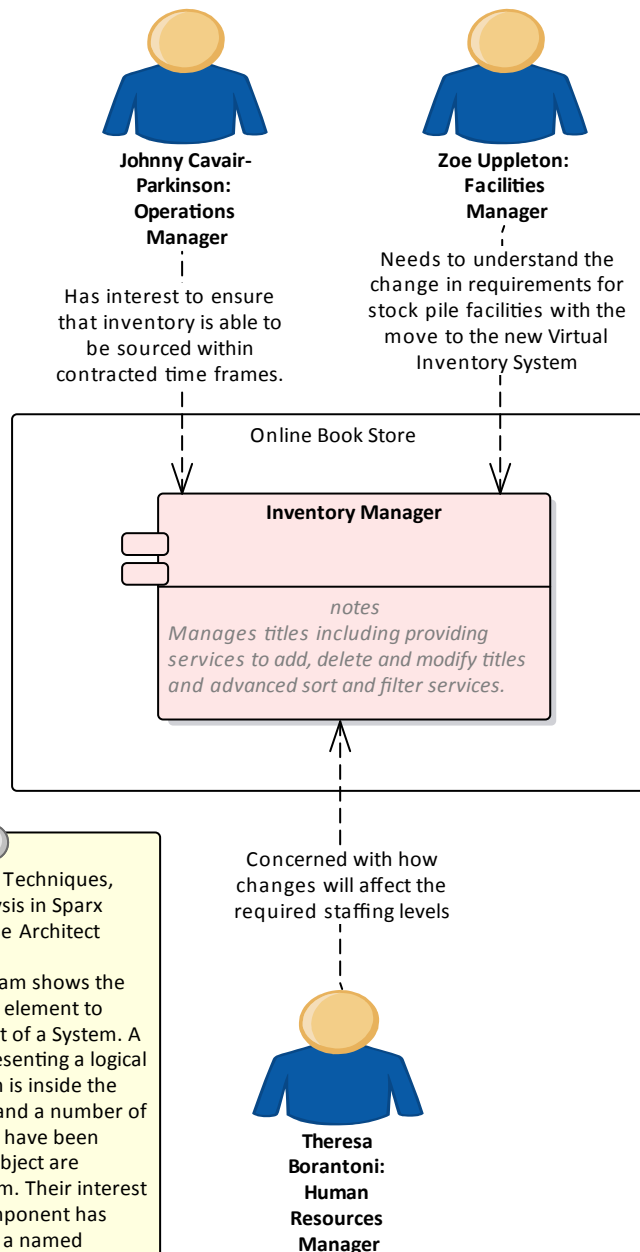 Johnny Cavair-
Parkinson:
Operations
Manager
Zoe Uppleton:
Facilities
Manager
Has interest to ensure
that inventory is able to
be sourced within
contracted time frames.
Needs to understand the
change in requirements for
stock pile facilities with the
move to the new Virtual
Inventory System
Online Book Store
Inventory Manager
notes
Manages titles including providing
services to add, delete and modify titles
and advanced sort and filter services.
Concerned with how
changes will affect the
required staffing levels
Techniques,
ysis in Sparx
e Architect
am shows the
element to
t of a System. A
esenting a logical
n is inside the
and a number of
have been
bject are
m. Their interest
ponent has
a named
Theresa
Borantoni:
Human
Resources
Manager